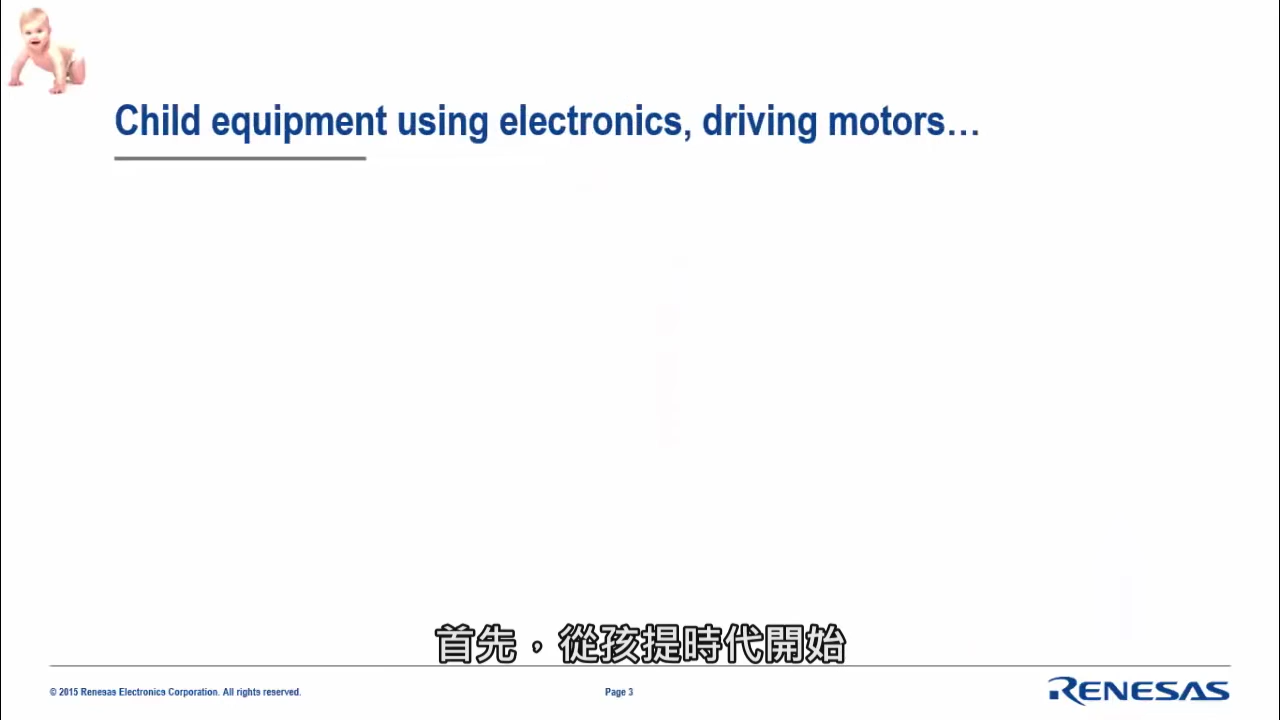 Child equipment using electronics, driving motors...
首先，從孩提時代開始
© 2015 Renesas Electronics Corporation. All rights reserved.
Page 3
RENESAS